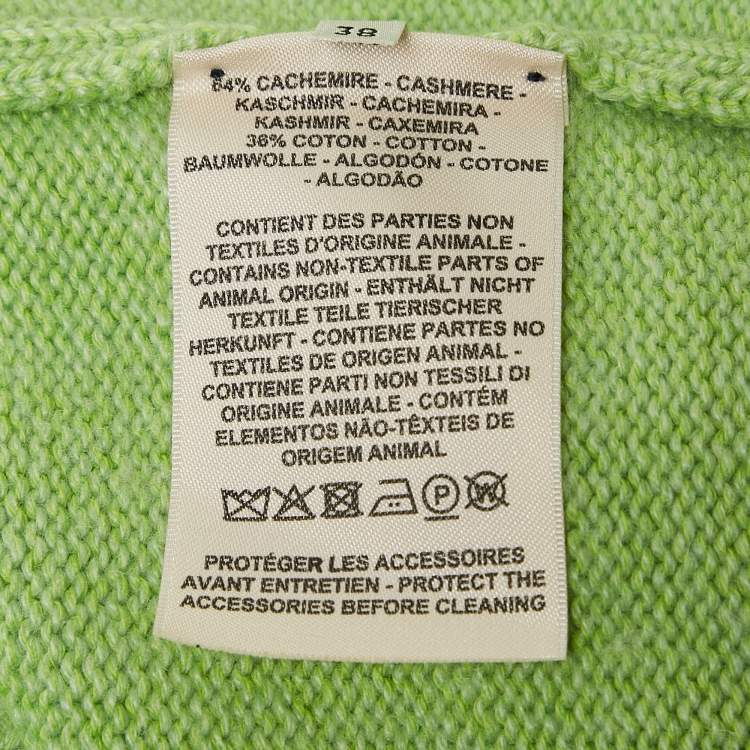 38
64% CACHEMIRE - CASHMERE -
KASCHMIR - CACHEMIRA -
KASHMIR - CAXEMIRA
36% COTON - COTTON -
BAUMWOLLE - ALGODÓN - COTONE
- ALGODÃO
CONTIENT DES PARTIES NON
TEXTILES D'ORIGINE ANIMALE -
CONTAINS NON-TEXTILE PARTS OF
ANIMAL ORIGIN - ENTHÄLT NICHT
TEXTILE TEILE TIERISCHER
HERKUNFT - CONTIENE PARTES NO
TEXTILES DE ORIGEN ANIMAL -
CONTIENE PARTI NON TESSILI DI
ORIGINE ANIMALE - CONTÉM
ELEMENTOS NÃO-TÊXTEIS DE
ORIGEM ANIMAL
P W
PROTÉGER LES ACCESSOIRES
AVANT ENTRETIEN - PROTECT THE
ACCESSORIES BEFORE CLEANING